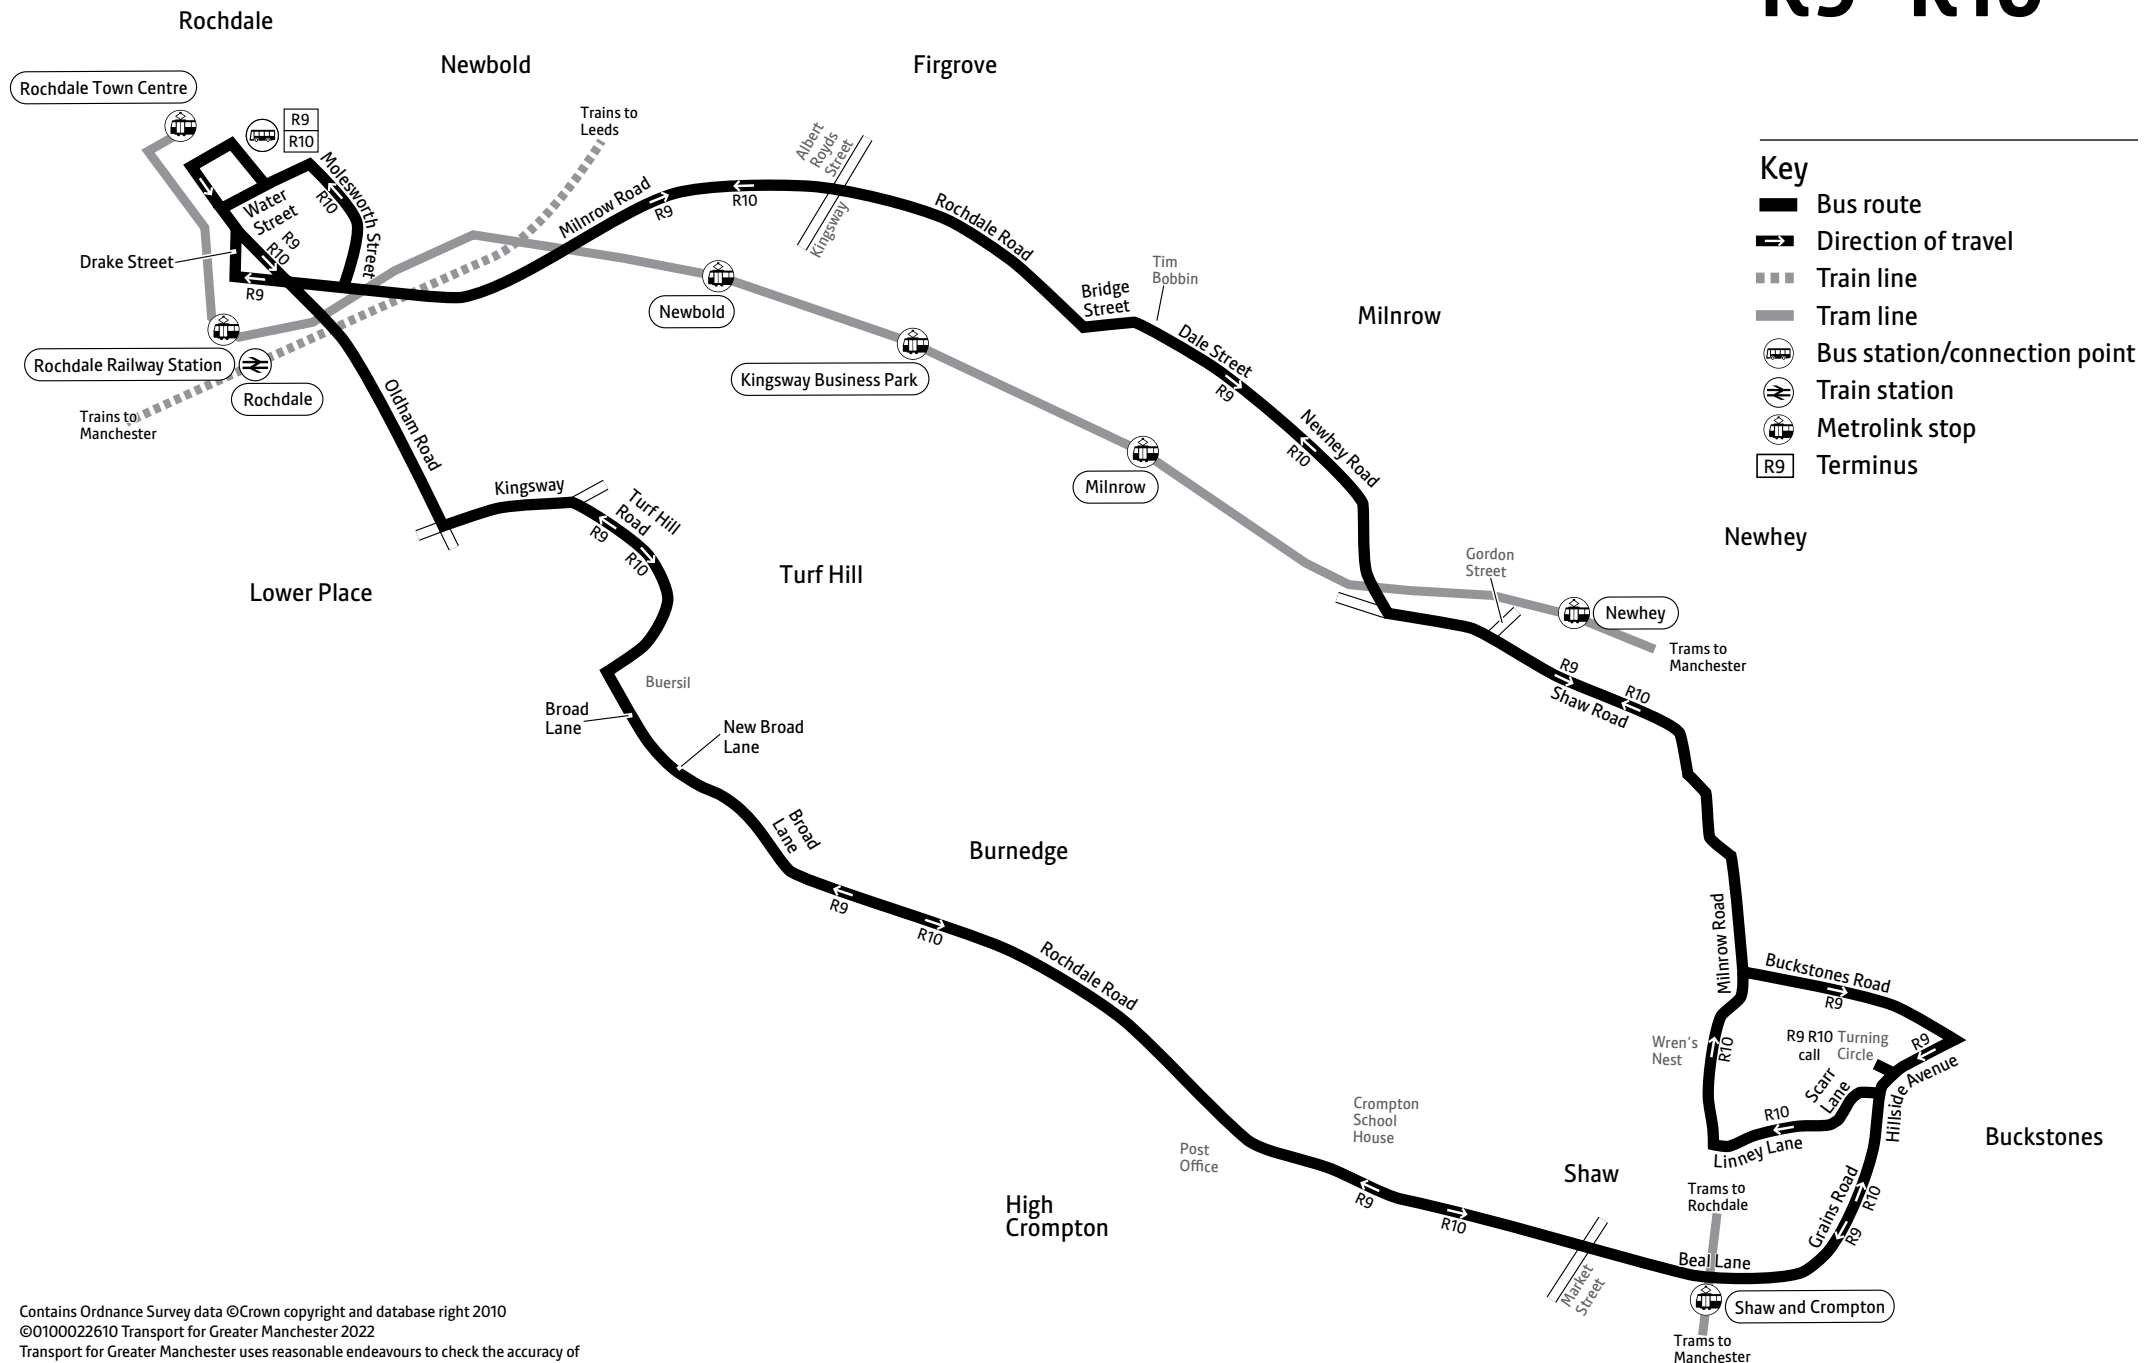 Rochdale
Newbold
Firgrove
Rochdale Town Centre
R9
R10
Trains to
Leeds
Albert
Royds
Street
Kingsway
Molesworth Street
R10
Water
Street
R9
R10
Drake Street
R9
Milnrow Road
R9
R10
Rochdale Road
Bridge
Street
Tim
Bobbin
Dale Street
R9
Milnrow
Newbold
Kingsway Business Park
Rochdale Railway Station
Rochdale
Trains to
Manchester
Oldham Road
Newhey Road
R10
Milnrow
Kingsway
Turf Hill
Road
R9
R10
Turf Hill
Lower Place
Gordon
Street
Newhey
Newhey
Trams to
Manchester
R9
R10
Shaw Road
Buersil
Broad
Lane
New Broad
Lane
Broad
Lane
Burnedge
R9
R10
Rochdale Road
Milnrow Road
Buckstones Road
R9
Wren's
Nest
R10
R9 R10
call
Turning
Circle
R9
Hillside Avenue
Scarr
Lane
R10
Linney Lane
Buckstones
Crompton
School
House
Post
Office
High
Crompton
Shaw
R9
R10
Trams to
Rochdale
Grains Road
R10
R9
Beal Lane
Market
Street
Shaw and Crompton
Trams to
Manchester
R9 R10
Key
Bus route
Direction of travel
Train line
Tram line
Bus station/connection point
Train station
Metrolink stop
R9 Terminus
Contains Ordnance Survey data ©Crown copyright and database right 2010
©0100022610 Transport for Greater Manchester 2022
Transport for Greater Manchester uses reasonable endeavours to check the accuracy of